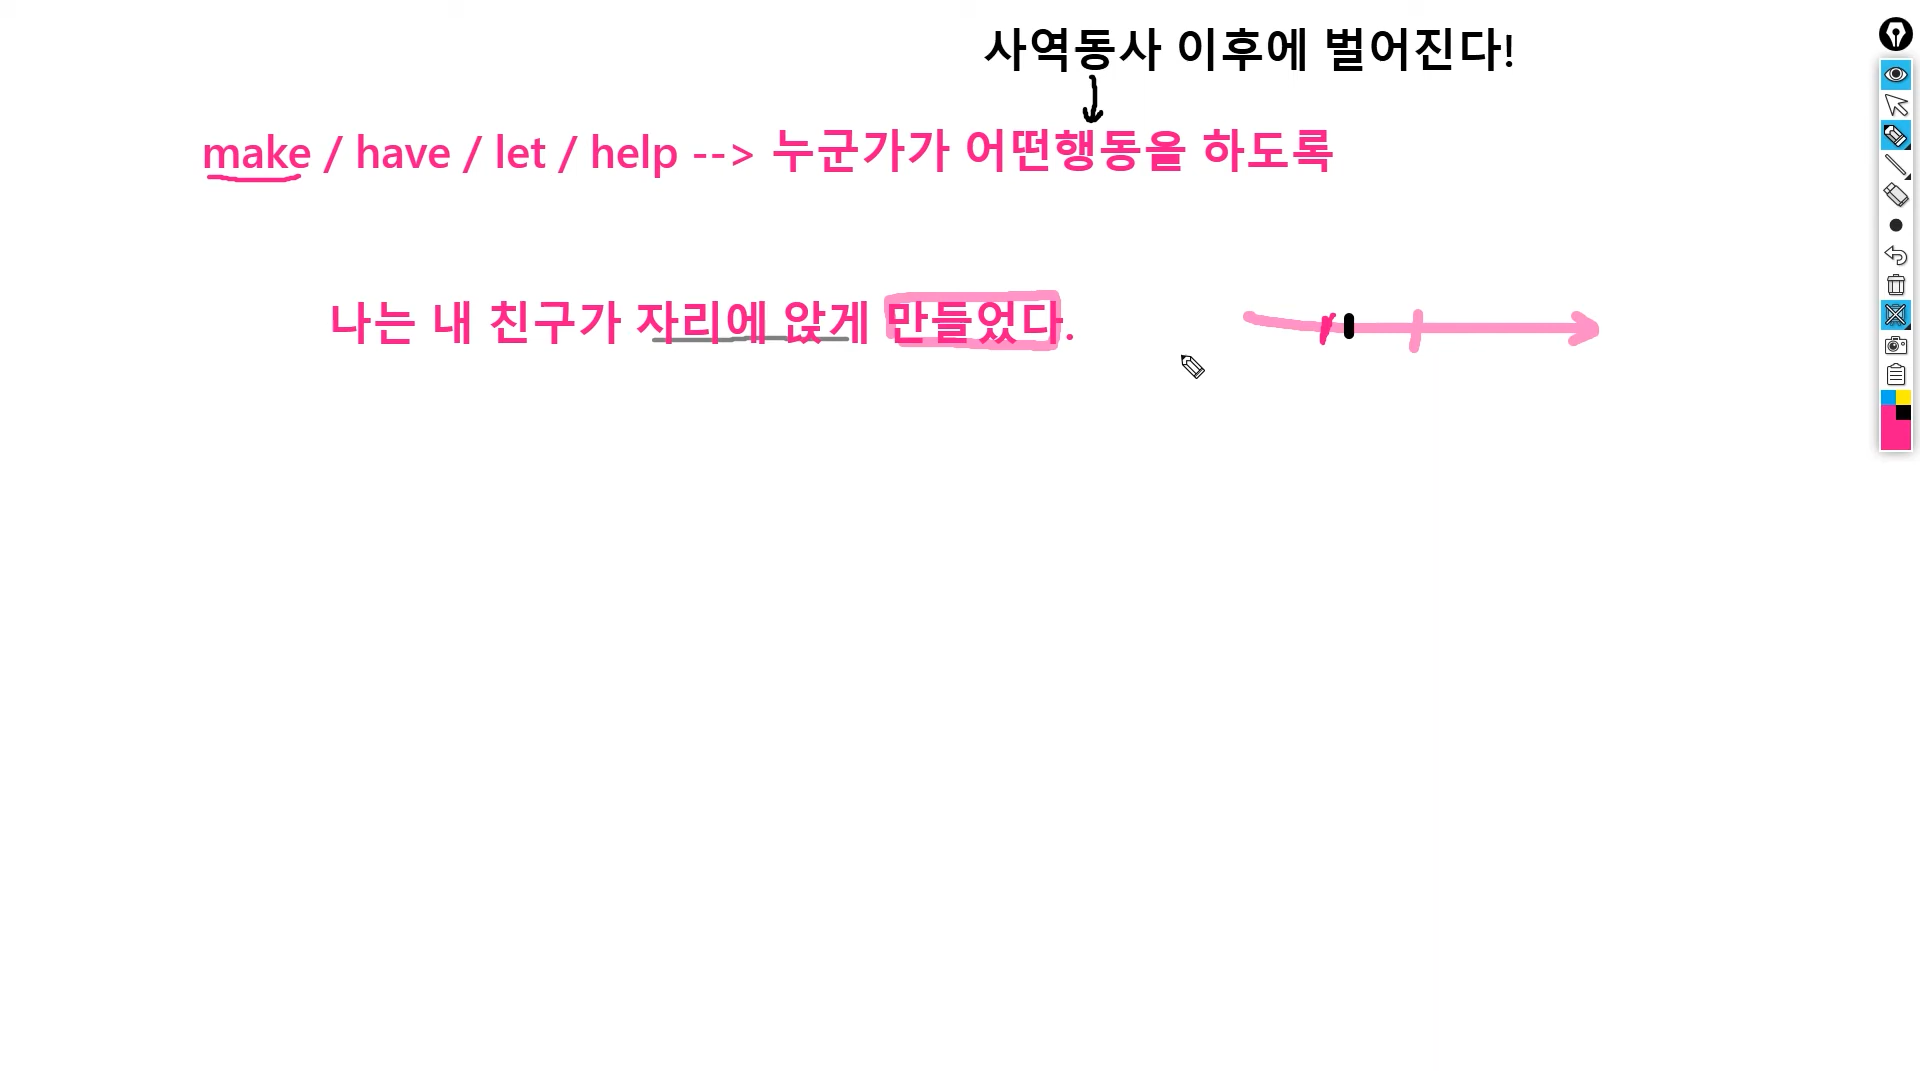 사역동사 이후에 벌어진다!
make / have / let / help --> 누군가가 어떤행동을 하도록
나는 내 친구가 자리에 앉게 만들었다.